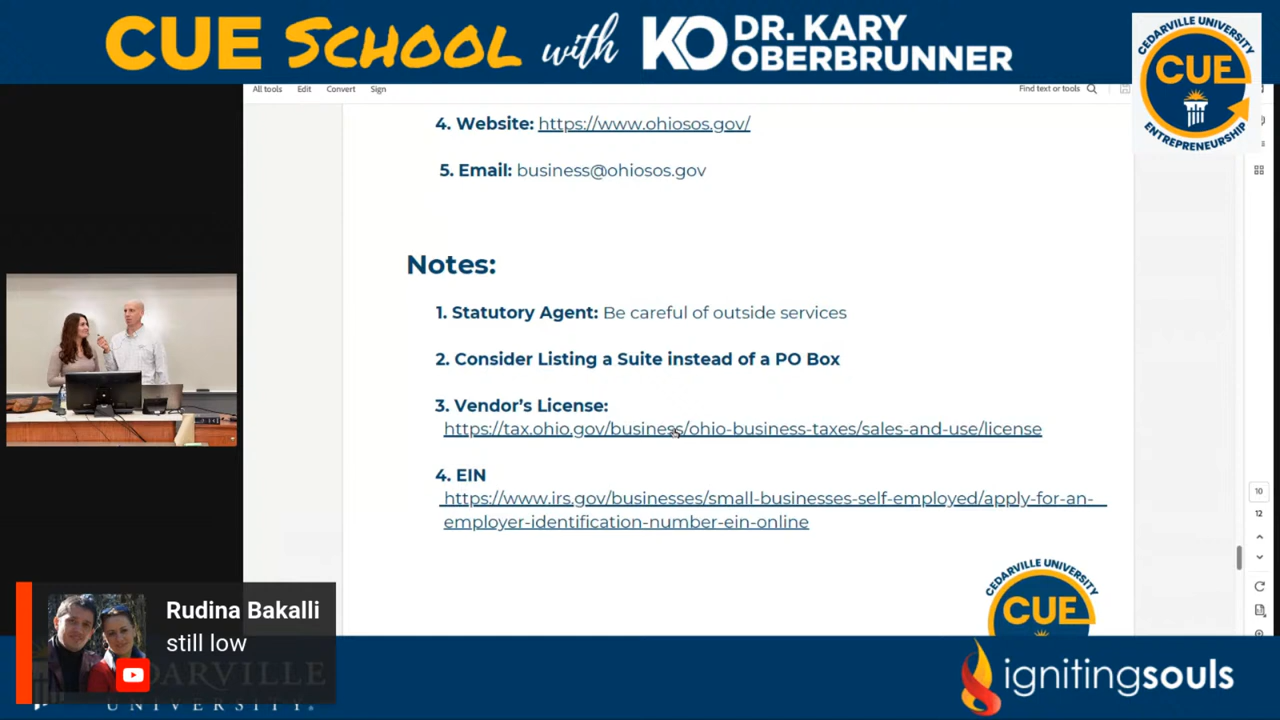 CUE SCHOOL with KO DR. KARY
OBERBRUNNER
CEDARVILLE UNIVERSITY
CUE
ENTREPRENEURSHIP
All tools Edit Convert Sign
Find text or tools
4. Website: https://www.ohiosos.gov/
5. Email: business@ohiosos.gov
Notes:
1. Statutory Agent: Be careful of outside services
2. Consider Listing a Suite instead of a PO Box
3. Vendor’s License:
https://tax.ohio.gov/business/ohio-business-taxes/sales-and-use/license
4. EIN
https://www.irs.gov/businesses/small-businesses-self-employed/apply-for-an-
employer-identification-number-ein-online
10
12
CEDARVILLE UNIVERSITY
CUE
Rudina Bakalli
still low
DARVILLE
UNIVERSITY.
ignitingsouls